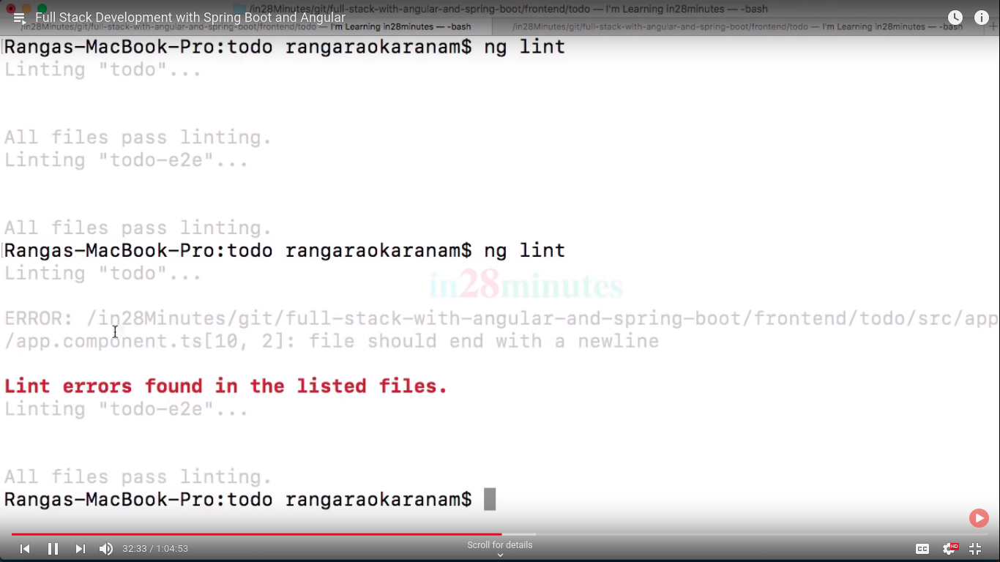 /in28Minutes/git/full-stack-with-angular-and-spring-boot/frontend/todo — I'm Learning in28minutes — -bash
Full Stack Development with Spring Boot and Angular
/in28Minutes/git/full-stack-with-angular-and-spring-boot/frontend/todo — I'm Learning in28minutes — -bash
/in28Minutes/git/full-stack-with-angular-and-spring-boot/frontend/todo — I'm Learning in28minutes — -bash
Rangas-MacBook-Pro:todo rangaraokaranam$ ng lint
Linting "todo"...
All files pass linting.
Linting "todo-e2e"...
All files pass linting.
Rangas-MacBook-Pro:todo rangaraokaranam$ ng lint
Linting "todo"...
in28minutes
ERROR: /in28Minutes/git/full-stack-with-angular-and-spring-boot/frontend/todo/src/app
/app.component.ts[10, 2]: file should end with a newline
Lint errors found in the listed files.
Linting "todo-e2e"...
All files pass linting.
Rangas-MacBook-Pro:todo rangaraokaranam$
32:33 / 1:04:53
Scroll for details
CC
HD